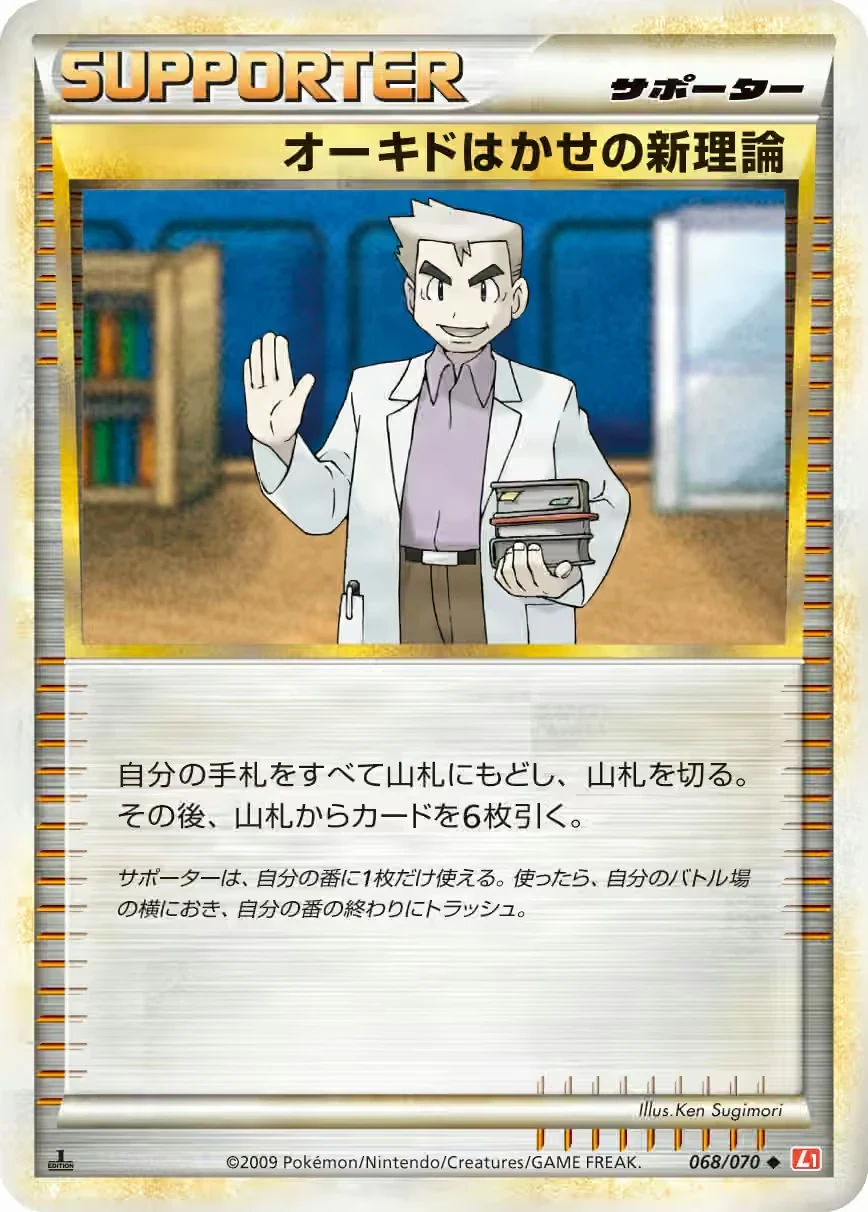 SUPPORTER
サポーター
オーキドはかせの新理論
自分の手札をすべて山札にもどし、山札を切る。
その後、山札からカードを6枚引く。
サポーターは、自分の番に1枚だけ使える。使ったら、自分のバトル場
の横におき、自分の番の終わりにトラッシュ。
Illus.Ken Sugimori
1 EDITION
©2009 Pokémon/Nintendo/Creatures/GAME FREAK.
068/070 ◆ L1